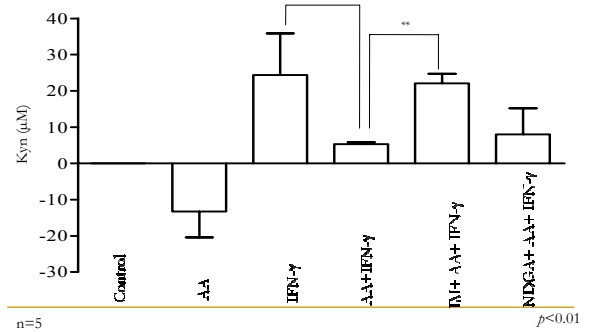 **
Kyn (µM)
40
30
20
10
0
-10
-20
-30
Control
AA
IFN-γ
AA+IFN-γ
IM+ AA+ IFN-γ
NDGA+ AA+ IFN-γ
n=5
p<0.01